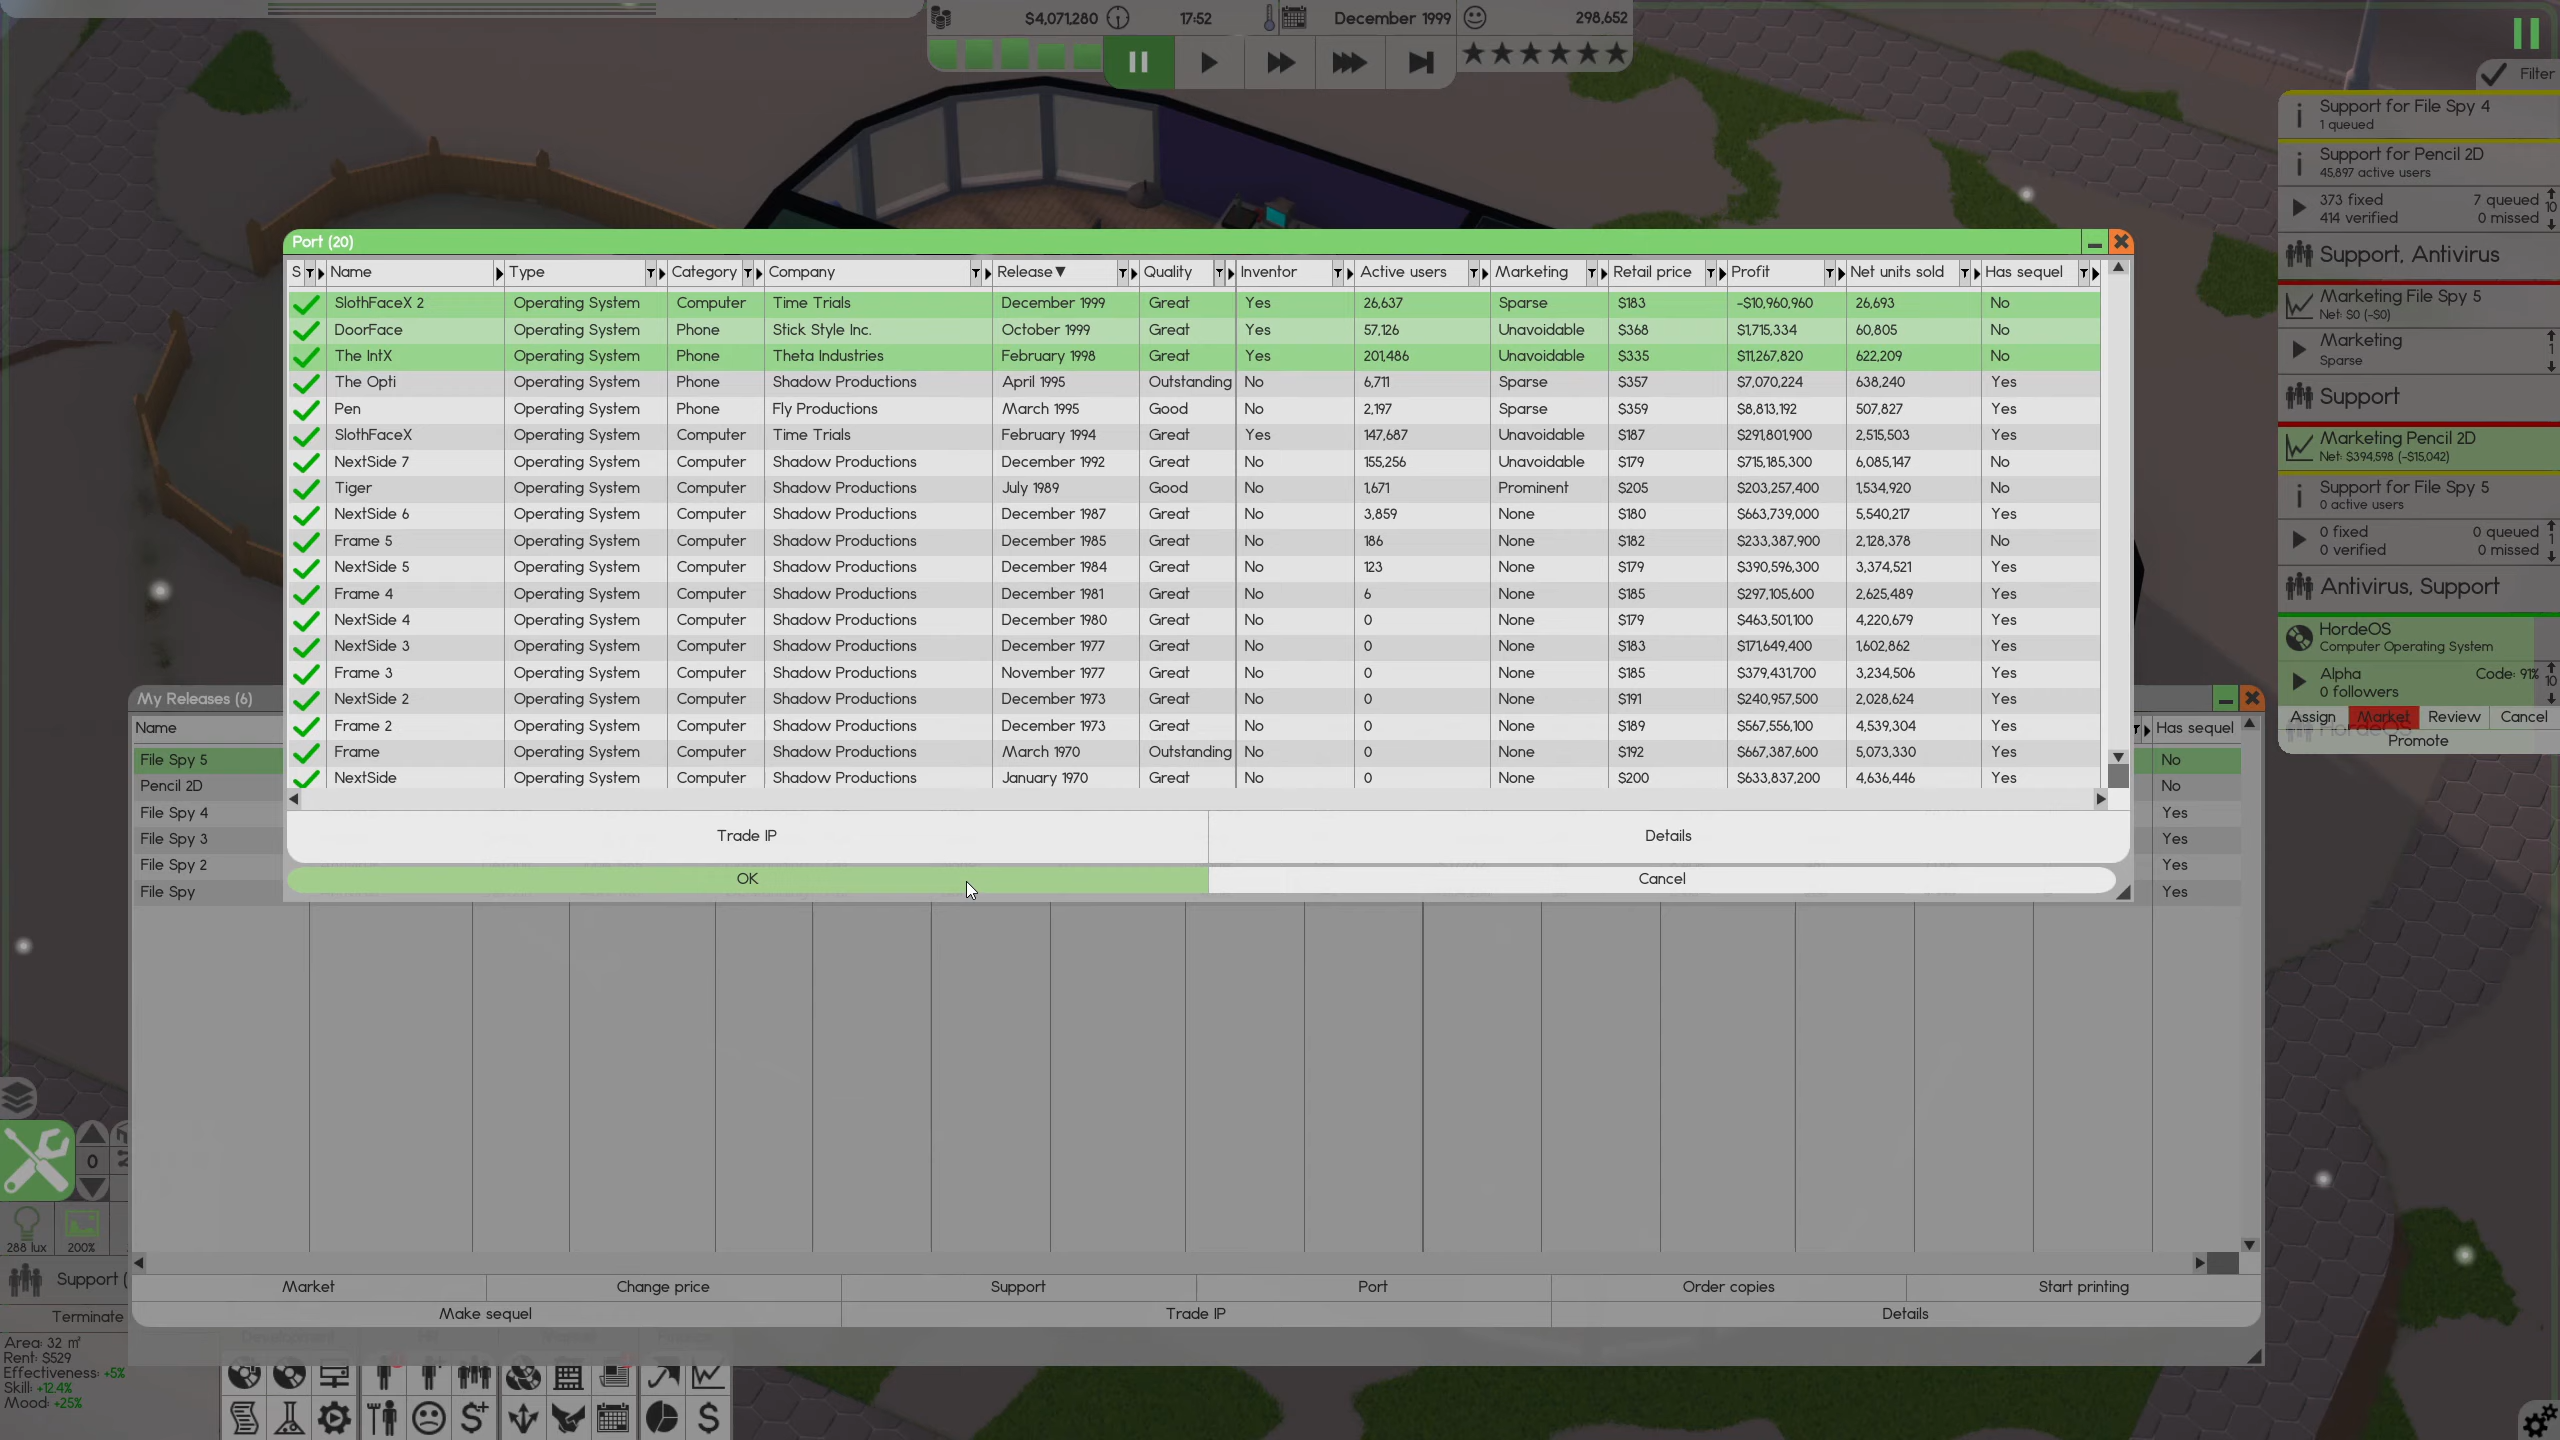 $4,071,280 17:52 December 1999 298,652
Filter
Support for File Spy 4
1 queued
Support for Pencil 2D
45,897 active users
373 fixed 7 queued 10
414 verified 0 missed
Support, Antivirus
Marketing File Spy 5
Net: $0 (-$0)
Marketing 1
Sparse
Support
Marketing Pencil 2D
Net: $394,598 (-$15,042)
Support for File Spy 5
0 active users
0 fixed 0 queued 1
0 verified 0 missed
Antivirus, Support
HordeOS
Computer Operating System
Alpha Code: 91% 10
0 followers
Assign Market Review Cancel
Promote
Port (20)
S Name Type Category Company Release Quality Inventor Active users Marketing Retail price Profit Net units sold Has sequel
SlothFaceX 2 Operating System Computer Time Trials December 1999 Great Yes 26,637 Sparse $183 -$10,960,960 26,693 No
DoorFace Operating System Phone Stick Style Inc. October 1999 Great Yes 57,126 Unavoidable $368 $1,715,334 60,805 No
The IntX Operating System Phone Theta Industries February 1998 Great Yes 201,486 Unavoidable $335 $11,267,820 622,209 No
The Opti Operating System Phone Shadow Productions April 1995 Outstanding No 6,711 Sparse $357 $7,070,224 638,240 Yes
Pen Operating System Phone Fly Productions March 1995 Good No 2,197 Sparse $359 $8,813,192 507,827 Yes
SlothFaceX Operating System Computer Time Trials February 1994 Great Yes 147,687 Unavoidable $187 $291,801,900 2,515,503 Yes
NextSide 7 Operating System Computer Shadow Productions December 1992 Great No 155,256 Unavoidable $179 $715,185,300 6,085,147 No
Tiger Operating System Computer Shadow Productions July 1989 Good No 1,671 Prominent $205 $203,257,400 1,534,920 No
NextSide 6 Operating System Computer Shadow Productions December 1987 Great No 3,859 None $180 $663,739,000 5,540,217 Yes
Frame 5 Operating System Computer Shadow Productions December 1985 Great No 186 None $182 $233,387,900 2,128,378 No
NextSide 5 Operating System Computer Shadow Productions December 1984 Great No 123 None $179 $390,596,300 3,374,521 Yes
Frame 4 Operating System Computer Shadow Productions December 1981 Great No 6 None $185 $297,105,600 2,625,489 Yes
NextSide 4 Operating System Computer Shadow Productions December 1980 Great No 0 None $179 $463,501,100 4,220,679 Yes
NextSide 3 Operating System Computer Shadow Productions December 1977 Great No 0 None $183 $171,649,400 1,602,862 Yes
Frame 3 Operating System Computer Shadow Productions November 1977 Great No 0 None $185 $379,431,700 3,234,506 Yes
NextSide 2 Operating System Computer Shadow Productions December 1973 Great No 0 None $191 $240,957,500 2,028,624 Yes
Frame 2 Operating System Computer Shadow Productions December 1973 Great No 0 None $189 $567,556,100 4,539,304 Yes
Frame Operating System Computer Shadow Productions March 1970 Outstanding No 0 None $192 $667,387,600 5,073,330 Yes
NextSide Operating System Computer Shadow Productions January 1970 Great No 0 None $200 $633,837,200 4,636,446 Yes
Trade IP Details
OK Cancel
My Releases (6)
Name Has sequel
File Spy 5 No
Pencil 2D No
File Spy 4 Yes
File Spy 3 Yes
File Spy 2 Yes
File Spy Yes
Market Change price Support Port Order copies Start printing
Make sequel Trade IP Details
0
288 lux 200%
Support (
Terminate
Area: 32 m²
Rent: $529
Effectiveness: +5%
Skill: +12.4%
Mood: +25%